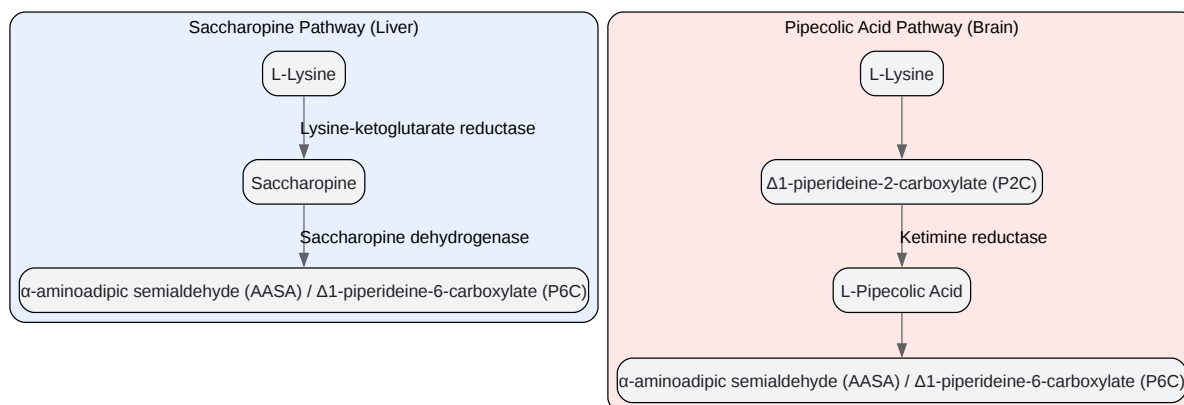 Saccharopine Pathway (Liver)
L-Lysine
Lysine-ketoglutarate reductase
Saccharopine
Saccharopine dehydrogenase
α-aminoadipic semialdehyde (AASA) / Δ1-piperideine-6-carboxylate (P6C)
Pipecolic Acid Pathway (Brain)
L-Lysine
Δ1-piperideine-2-carboxylate (P2C)
Ketimine reductase
L-Pipecolic Acid
α-aminoadipic semialdehyde (AASA) / Δ1-piperideine-6-carboxylate (P6C)